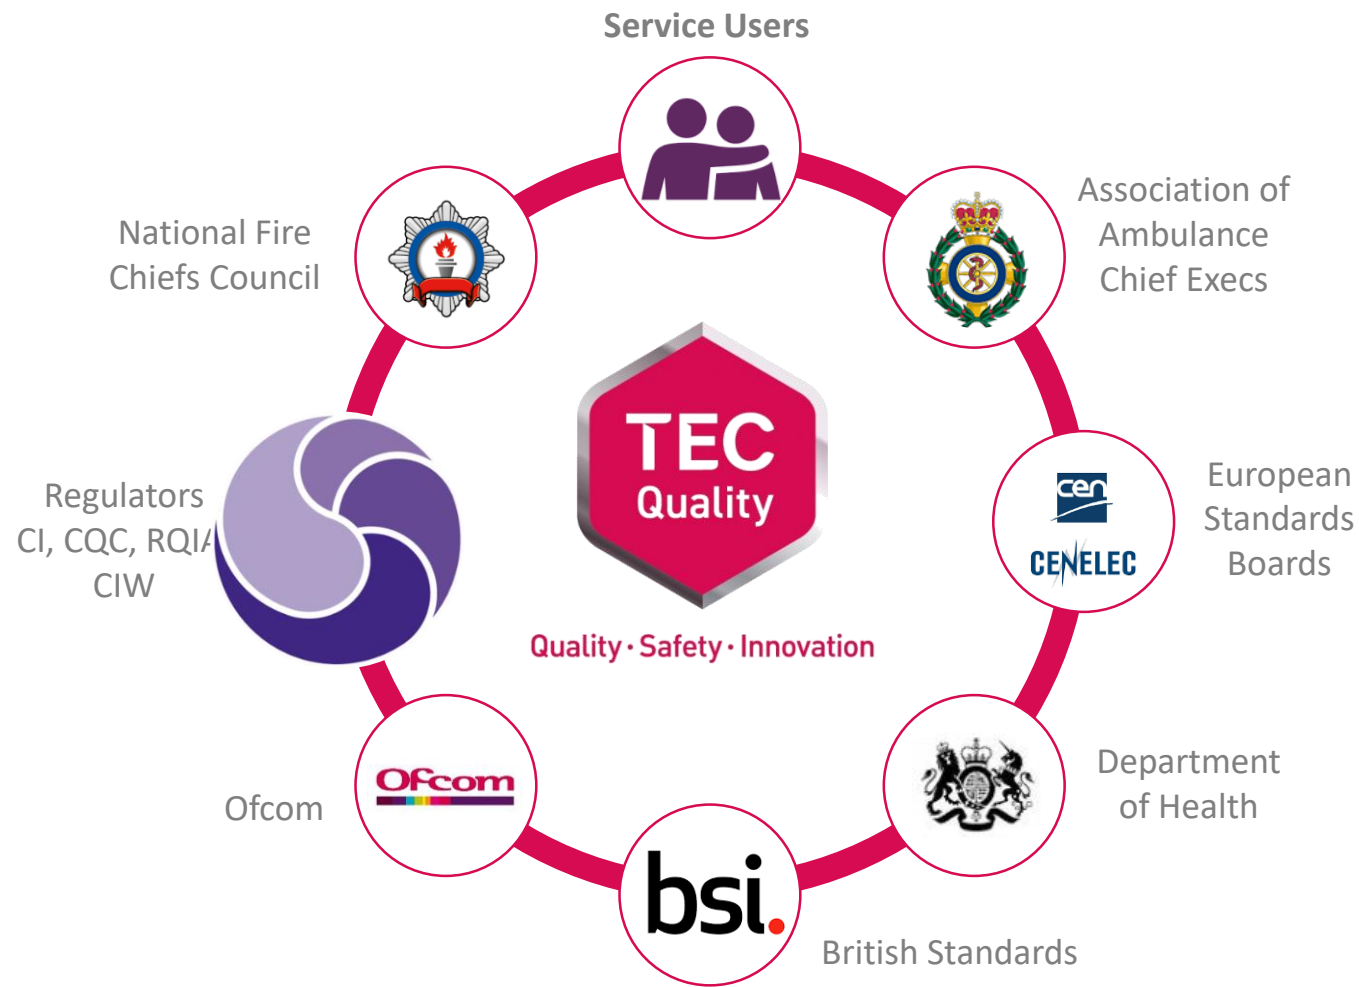 Service Users
Association of
Ambulance
Chief Execs
National Fire
Chiefs Council
TEC
Quality
Quality · Safety · Innovation
cen
CENELEC
European
Standards
Boards
Regulators
CI, CQC, RQIA
CIW
Department
of Health
Ofcom
Ofcom
bsi.
British Standards